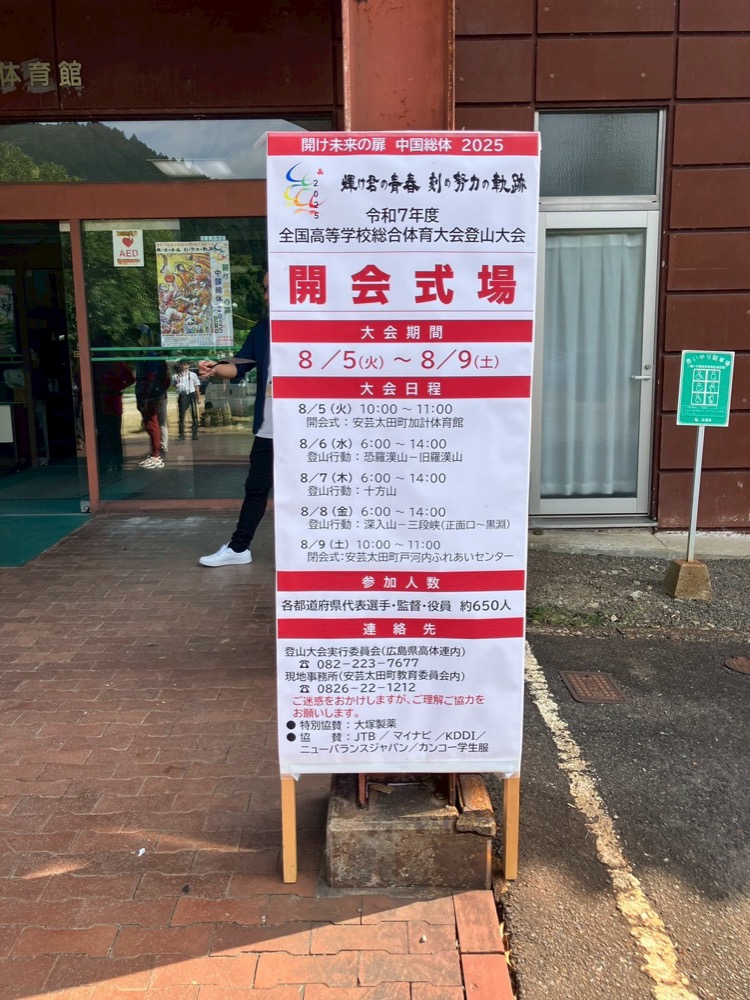 体育館
開け未来の扉 中国総体 2025
2025
輝け君の青春 刻め努力の軌跡
令和7年度
全国高等学校総合体育大会登山大会
開会式場
大会期間
8/5(火)～8/9(土)
大会日程
8/5(火) 10:00～11:00
開会式：安芸太田町加計体育館
8/6(水) 6:00～14:00
登山行動：恐羅漢山－旧羅漢山
8/7(木) 6:00～14:00
登山行動：十方山
8/8(金) 6:00～14:00
登山行動：深入山－三段峡(正面口～黒淵)
8/9(土) 10:00～11:00
閉会式：安芸太田町戸河内ふれあいセンター
参加人数
各都道府県代表選手・監督・役員 約650人
連絡先
登山大会実行委員会(広島県高体連内)
☎ 082－223－7677
現地事務所(安芸太田町教育委員会内)
☎ 0826－22－1212
ご迷惑をおかけしますが、ご理解ご協力を
お願いします。
● 特別協賛：大塚製薬
● 協　賛：JTB／マイナビ／KDDI／
ニューバランスジャパン／カンコー学生服
AED
中国総体
思いやり駐車場